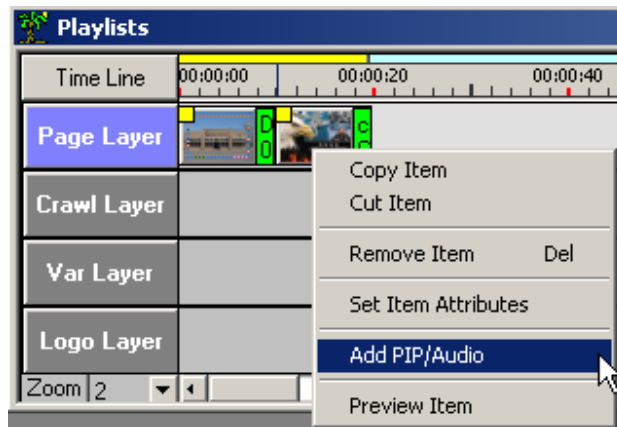 Playlists
Time Line 00:00:00 00:00:20 00:00:40
Page Layer D c
0
Copy Item
Crawl Layer Cut Item
Remove Item Del
Var Layer
Set Item Attributes
Logo Layer Add PIP/Audio
Zoom 2
Preview Item